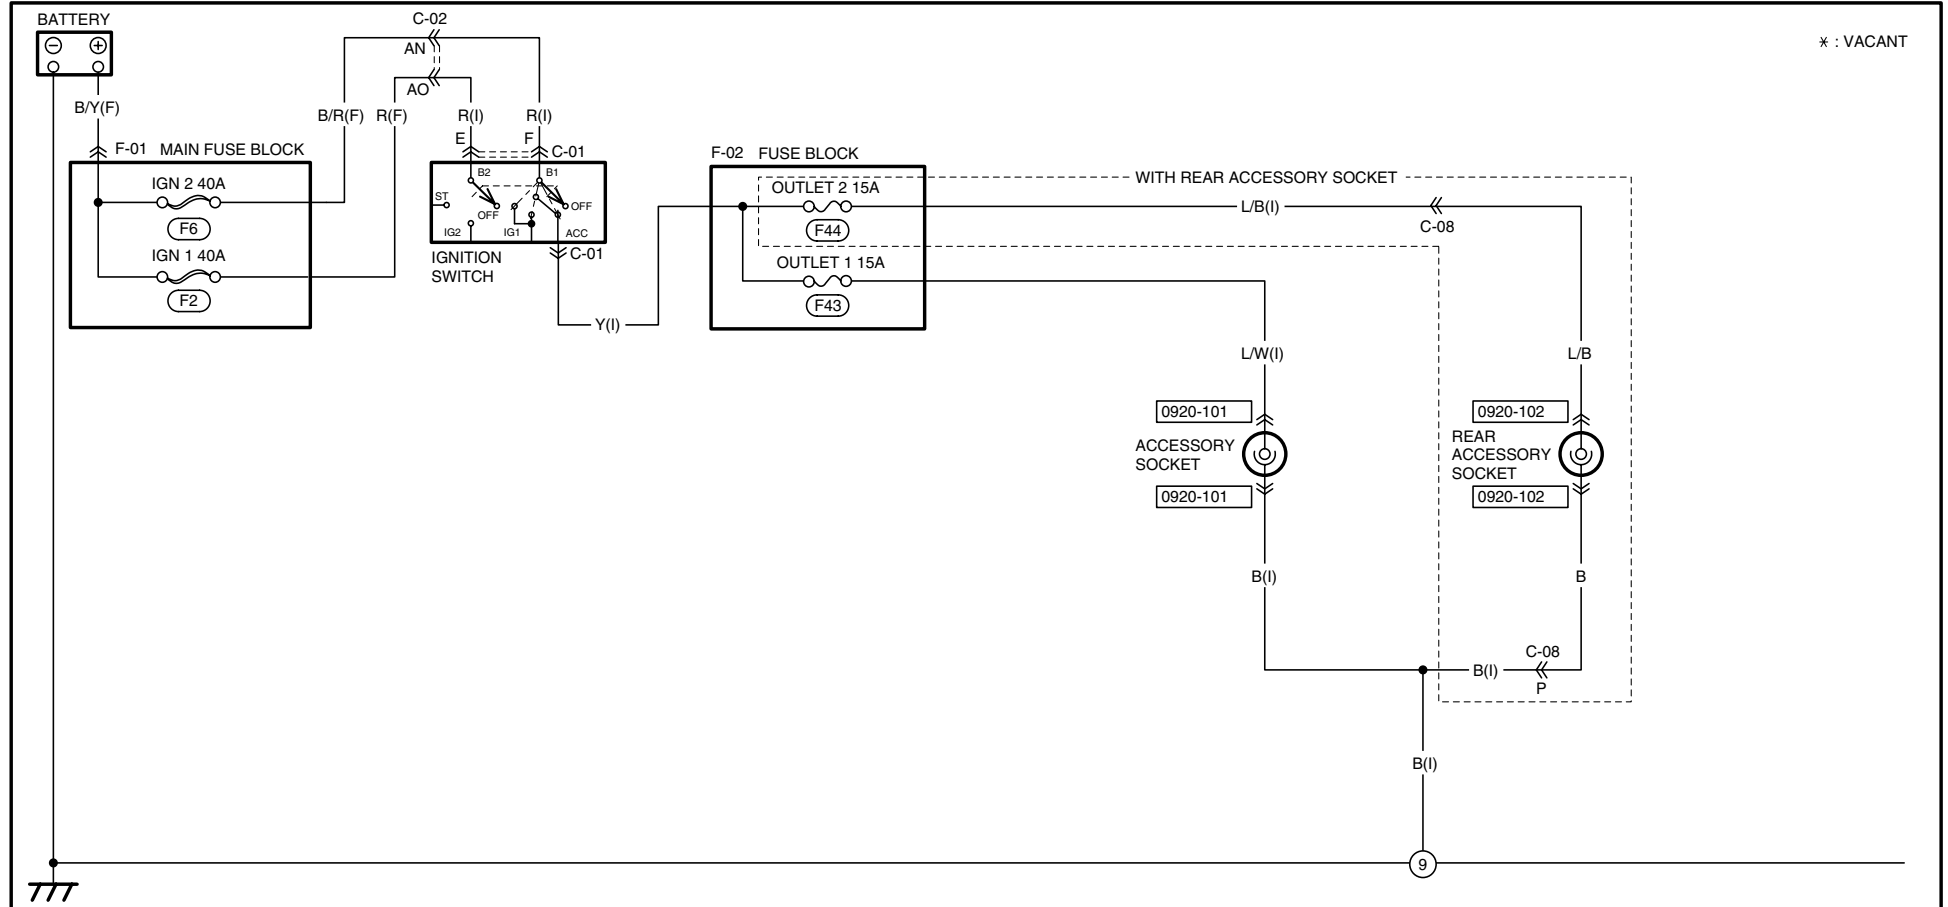 BATTERY
C-02
* : VACANT
AN
AO
B/Y(F)
B/R(F)
R(F)
R(I)
R(I)
E
F
C-01
F-01 MAIN FUSE BLOCK
F-02 FUSE BLOCK
IGN 2 40A
F6
IGN 1 40A
F2
B2
B1
ST
OFF
OFF
IG2
IG1
ACC
C-01
IGNITION
SWITCH
Y(I)
WITH REAR ACCESSORY SOCKET
OUTLET 2 15A
F44
OUTLET 1 15A
F43
L/B(I)
C-08
L/W(I)
L/B
0920-101
0920-102
ACCESSORY
SOCKET
REAR
ACCESSORY
SOCKET
0920-101
0920-102
B(I)
B
C-08
B(I)
P
B(I)
9